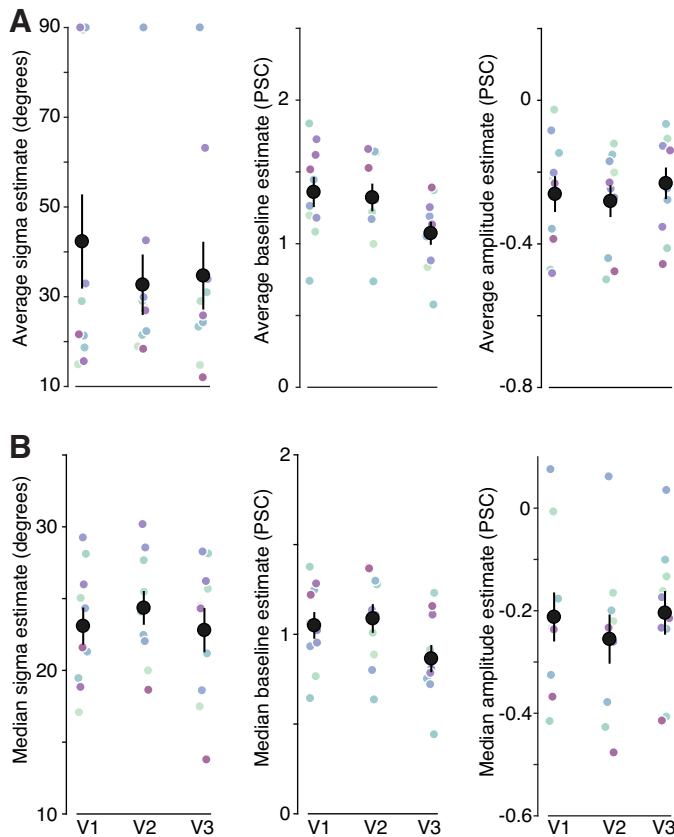 A
Average sigma estimate (degrees)
90
70
50
30
10
Average baseline estimate (PSC)
2
1
0
Average amplitude estimate (PSC)
0
-0.4
-0.8
B
Median sigma estimate (degrees)
30
20
10
V1 V2 V3
Median baseline estimate (PSC)
2
1
0
V1 V2 V3
Median amplitude estimate (PSC)
0
-0.2
-0.4
-0.6
V1 V2 V3